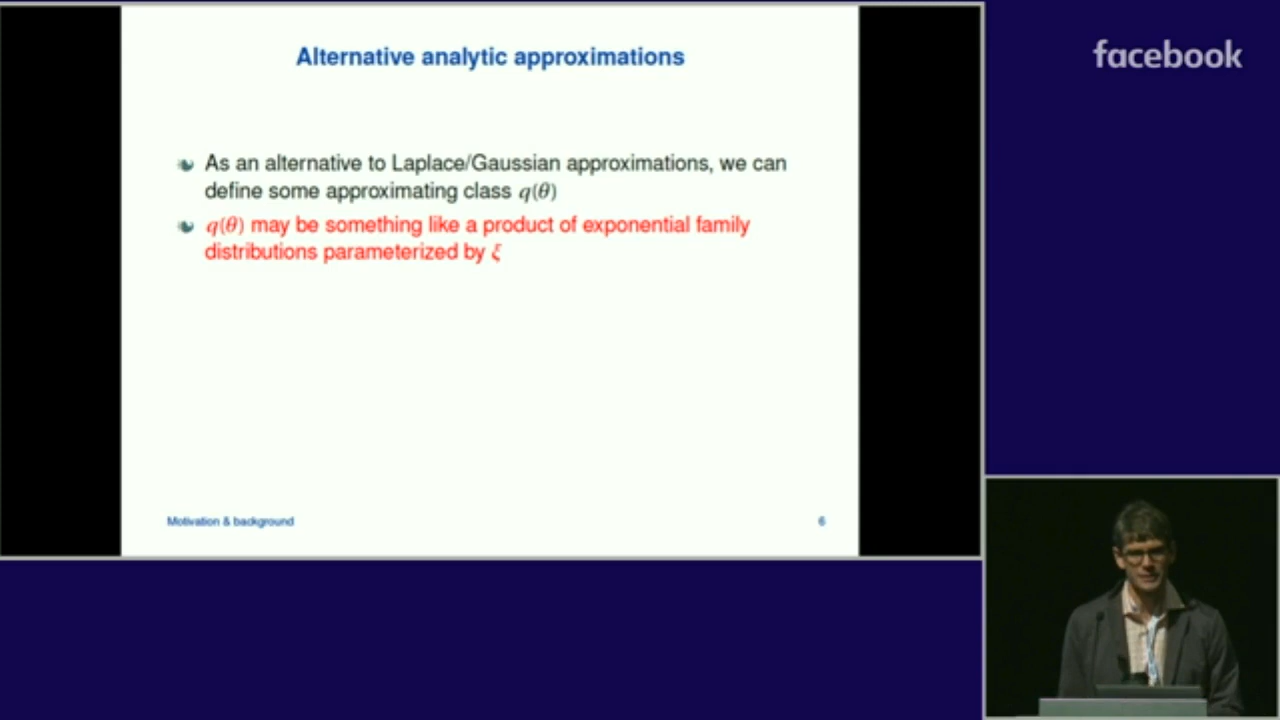 Alternative analytic approximations
As an alternative to Laplace/Gaussian approximations, we can
define some approximating class q(θ)
q(θ) may be something like a product of exponential family
distributions parameterized by ξ
Motivation & background
6
facebook